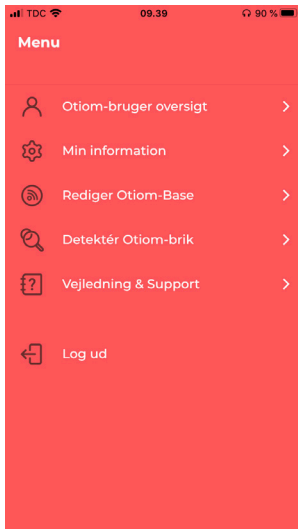 TDC 09.39 90 %
Menu
Otiom-bruger oversigt
Min information
Rediger Otiom-Base
Detektér Otiom-brik
Vejledning & Support
Log ud